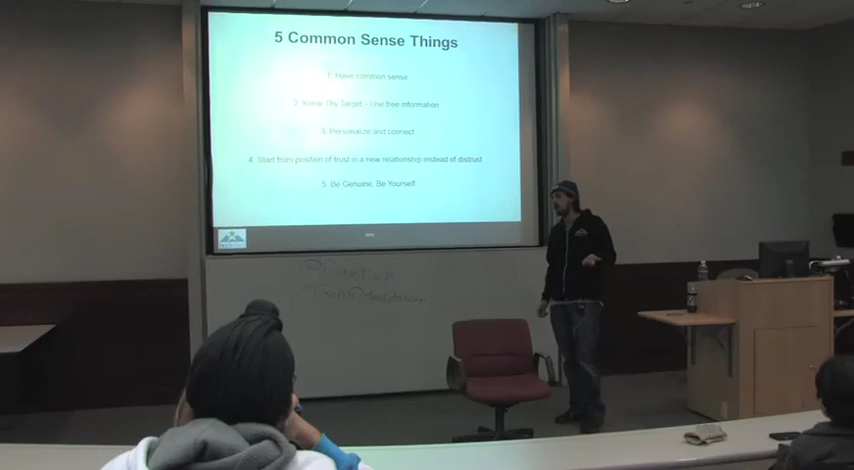 5 Common Sense Things
1. Have common sense
2. Know Thy Target – Use free information
3. Personalize and connect
4. Start from position of trust in a new relationship instead of distrust
5. Be Genuine, Be Yourself